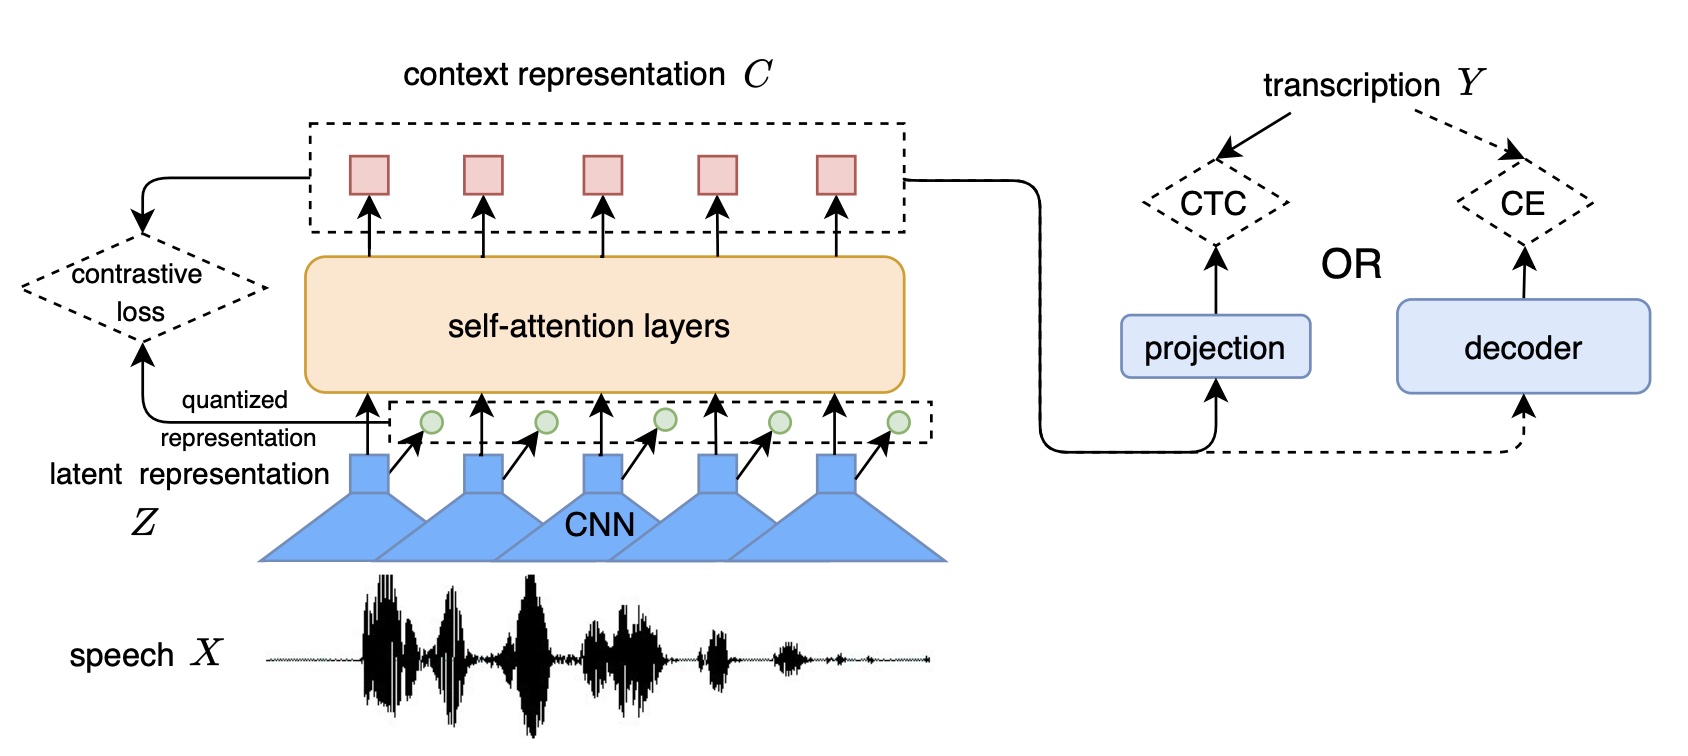 context representation C
transcription Y
CTC
CE
OR
contrastive
loss
self-attention layers
projection
decoder
quantized
representation
latent representation
Z
CNN
speech X